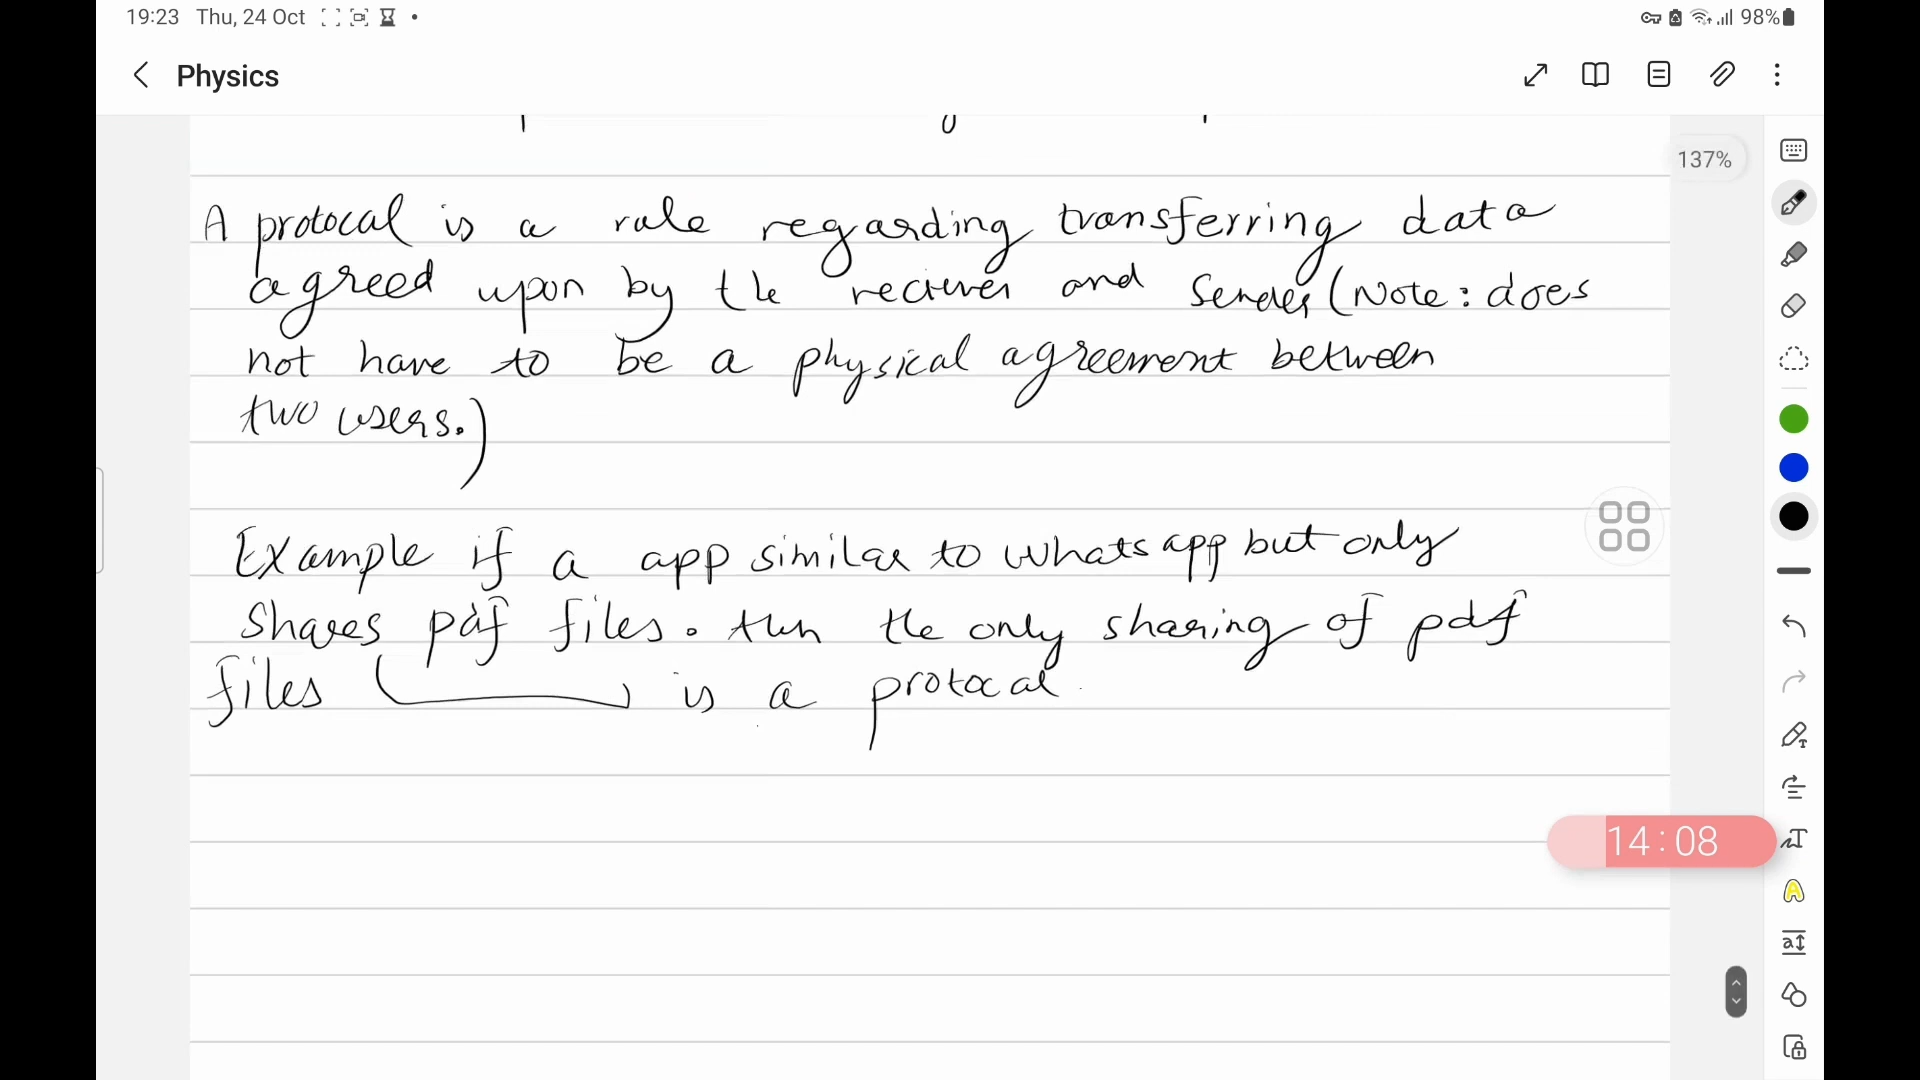 19:23 Thu, 24 Oct
98%
Physics
137%
A protocal is a rule regarding transferring data
agreed upon by the reciever and Sender (Note: does
not have to be a physical agreement between
two users.)
Example if a app similar to Whatsapp but only
Shares pdf files. then the only sharing of pdf
files is a protocal.
14:08